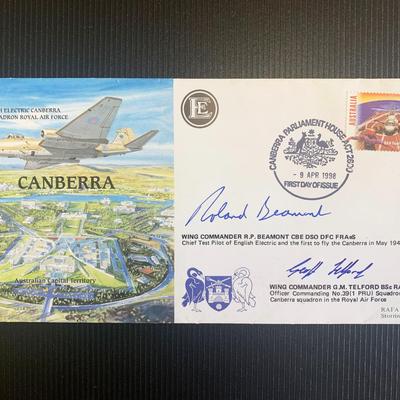 H ELECTRIC CANBERRA
ADRON ROYAL AIR FORCE
CANBERRA
Australian Capital Territory
EE
CANBERRA PARLIAMENT HOUSE ACT 2600
- 9 APR 1998
FIRST DAY OF ISSUE
AUSTRALIA
Roland Beamont
WING COMMANDER R.P. BEAMONT CBE DSO DFC FRAeS
Chief Test Pilot of English Electric and the first to fly the Canberra in May 194
Geoff Telford
WING COMMANDER G.M. TELFORD BSc RA
Officer Commanding No.39(1 PRU) Squadro
Canberra squadron in the Royal Air Force
RAFA